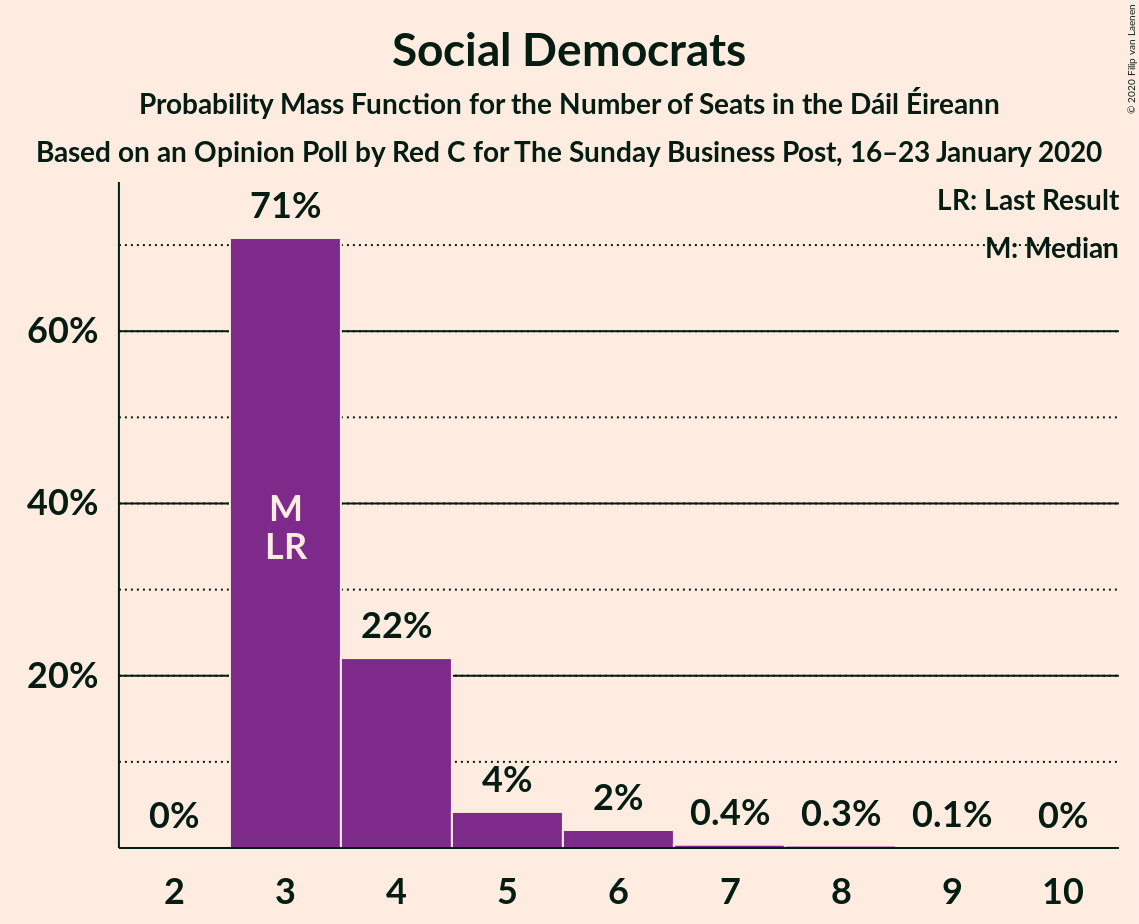 Social Democrats
Probability Mass Function for the Number of Seats in the Dáil Éireann
Based on an Opinion Poll by Red C for The Sunday Business Post, 16–23 January 2020
© 2020 Filip van Laenen
LR: Last Result
M: Median
71%
60%
40%
20%
M
LR
22%
0%
4%
2%
0.4%
0.3%
0.1%
0%
2 3 4 5 6 7 8 9 10